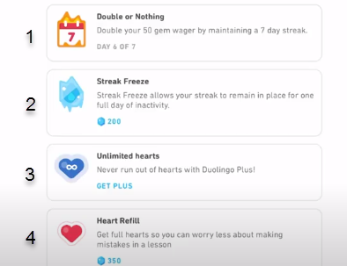 1
Double or Nothing
7
Double your 50 gem wager by maintaining a 7 day streak.
DAY 6 OF 7
2
Streak Freeze
Streak Freeze allows your streak to remain in place for one
full day of inactivity.
200
3
Unlimited hearts
Never run out of hearts with Duolingo Plus!
GET PLUS
4
Heart Refill
Get full hearts so you can worry less about making
mistakes in a lesson
350